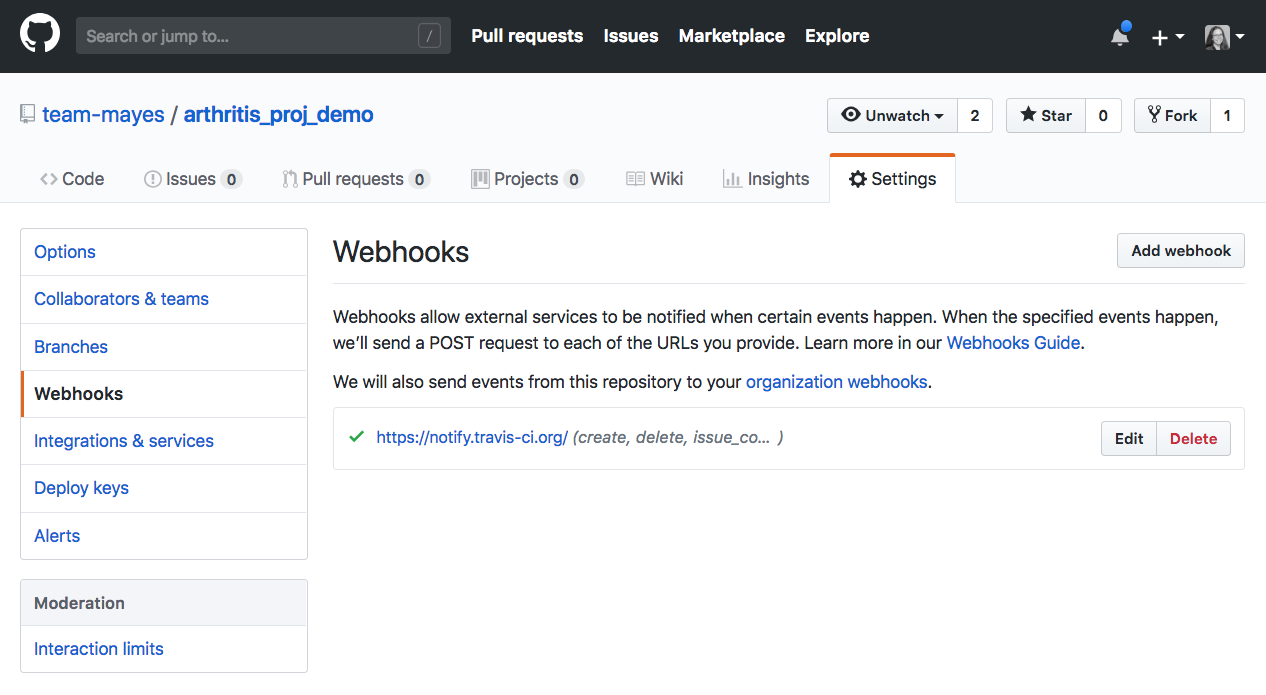 Search or jump to... /
Pull requests Issues Marketplace Explore
team-mayes / arthritis_proj_demo
Unwatch 2 Star 0 Fork 1
Code Issues 0 Pull requests 0 Projects 0 Wiki Insights Settings
Options
Collaborators & teams
Branches
Webhooks
Integrations & services
Deploy keys
Alerts
Moderation
Interaction limits
Webhooks
Add webhook
Webhooks allow external services to be notified when certain events happen. When the specified events happen,
we’ll send a POST request to each of the URLs you provide. Learn more in our Webhooks Guide.
We will also send events from this repository to your organization webhooks.
https://notify.travis-ci.org/ (create, delete, issue_co... )
Edit Delete